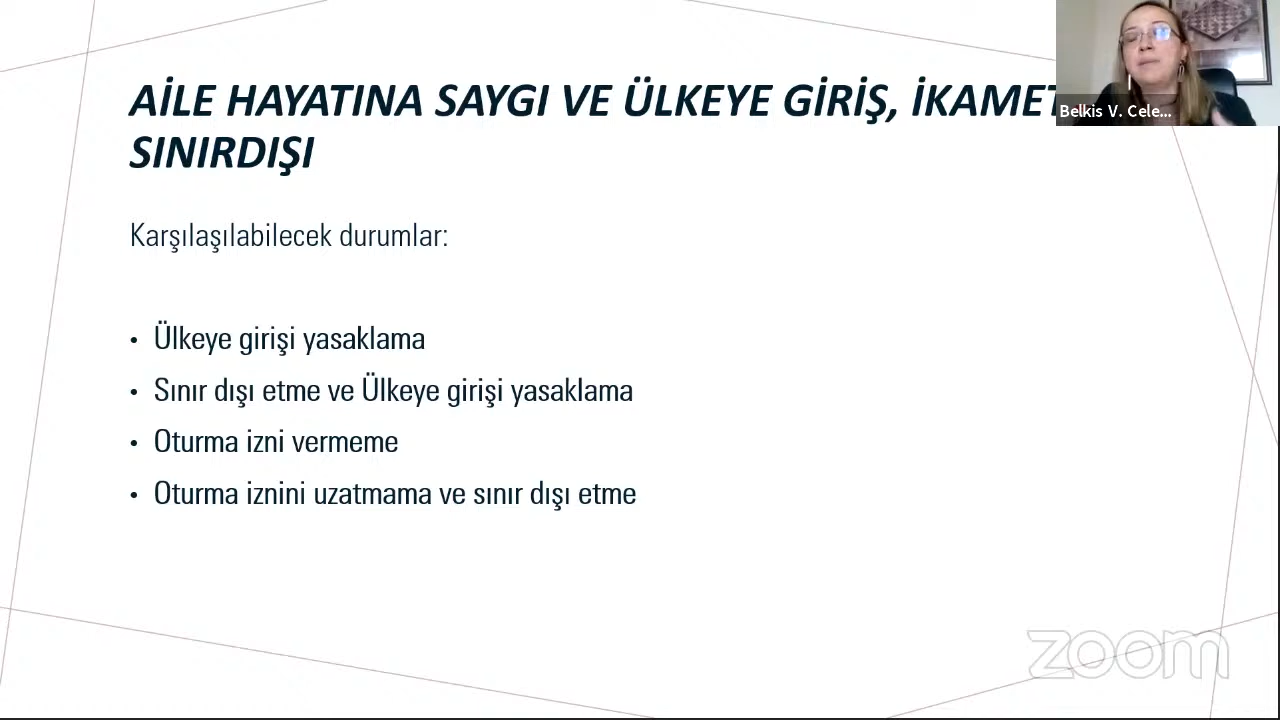 AİLE HAYATINA SAYGI VE ÜLKEYE GİRİŞ, İKAMET
SINIRDIŞI
Belkis V. Cele...
Karşılaşılabilecek durumlar:
• Ülkeye girişi yasaklama
• Sınır dışı etme ve Ülkeye girişi yasaklama
• Oturma izni vermeme
• Oturma iznini uzatmama ve sınır dışı etme
zoom